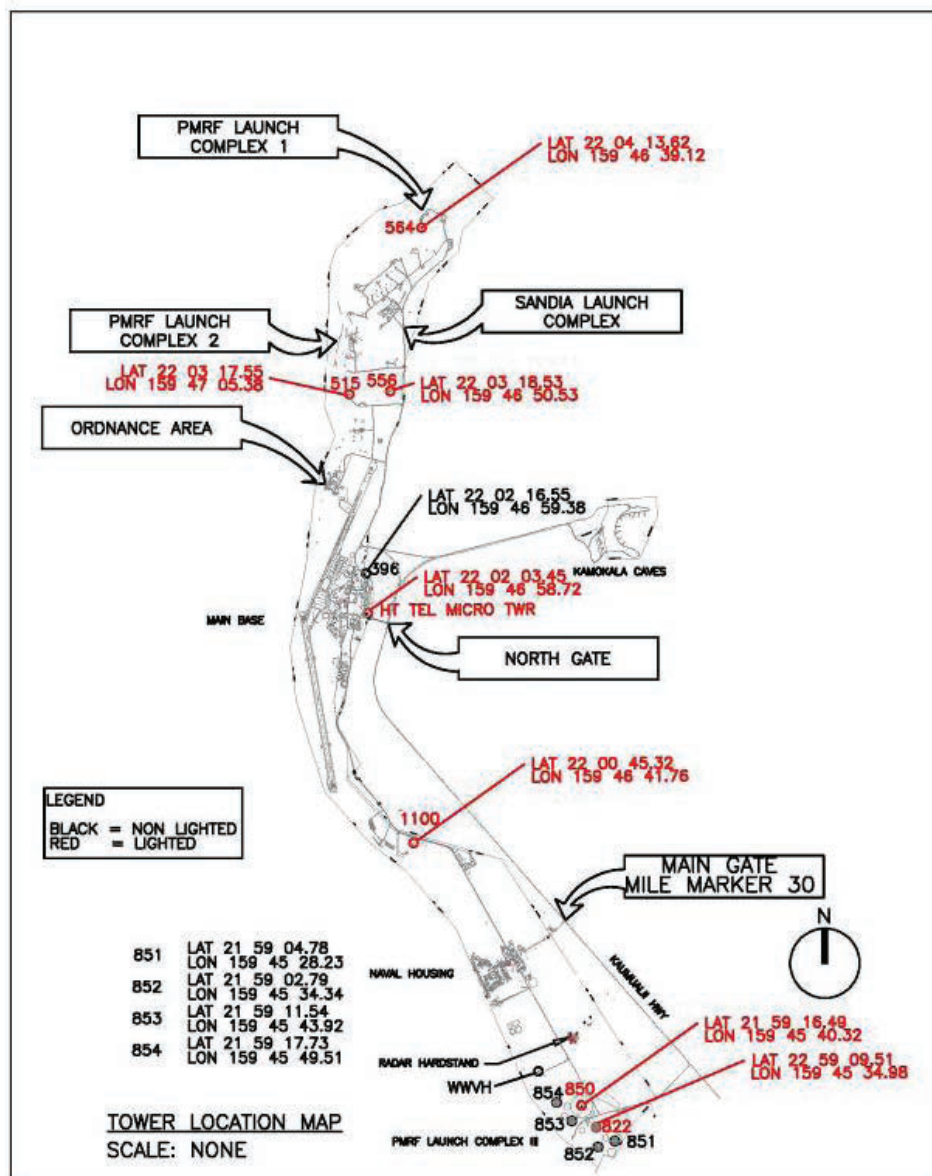 PMRF LAUNCH
COMPLEX 1
LAT 22 04 13.62
LON 159 46 39.12
564
SANDIA LAUNCH
COMPLEX
PMRF LAUNCH
COMPLEX 2
LAT 22 03 17.55
LON 159 47 05.38
515
556
LAT 22 03 18.53
LON 159 46 50.53
ORDNANCE AREA
LAT 22 02 16.55
LON 159 46 59.38
396
KAMOKALA CAVES
LAT 22 02 03.45
LON 159 46 58.72
HT TEL MICRO TWR
MAIN BASE
NORTH GATE
LAT 22 00 45.32
LON 159 46 41.76
LEGEND
BLACK = NON LIGHTED
RED = LIGHTED
1100
MAIN GATE
MILE MARKER 30
N
851
LAT 21 59 04.78
LON 159 45 28.23
852
LAT 21 59 02.79
LON 159 45 34.34
853
LAT 21 59 11.54
LON 159 45 43.92
854
LAT 21 59 17.73
LON 159 45 49.51
NAVAL HOUSING
KAUMUALII HWY
LAT 21 59 16.49
LON 159 45 40.32
RADAR HARDSTAND
LAT 22 59 09.51
LON 159 45 34.98
WWVH
854
850
853
822
851
852
TOWER LOCATION MAP
SCALE: NONE
PMRF LAUNCH COMPLEX III